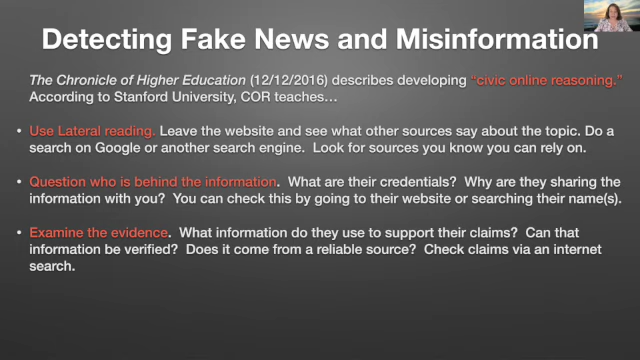 Detecting Fake News and Misinformation
The Chronicle of Higher Education (12/12/2016) describes developing “civic online reasoning.”
According to Stanford University, COR teaches…
• Use Lateral reading. Leave the website and see what other sources say about the topic. Do a
search on Google or another search engine. Look for sources you know you can rely on.
• Question who is behind the information. What are their credentials? Why are they sharing the
information with you? You can check this by going to their website or searching their name(s).
• Examine the evidence. What information do they use to support their claims? Can that
information be verified? Does it come from a reliable source? Check claims via an internet
search.